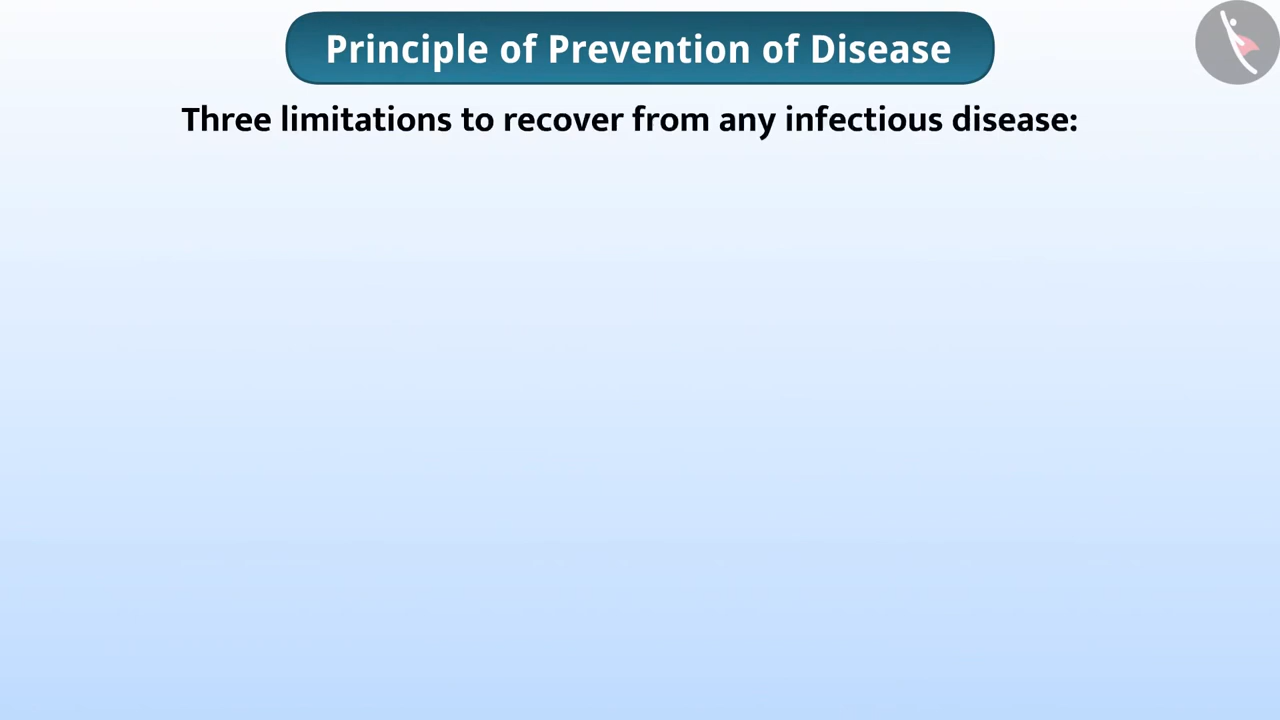 Principle of Prevention of Disease
Three limitations to recover from any infectious disease: